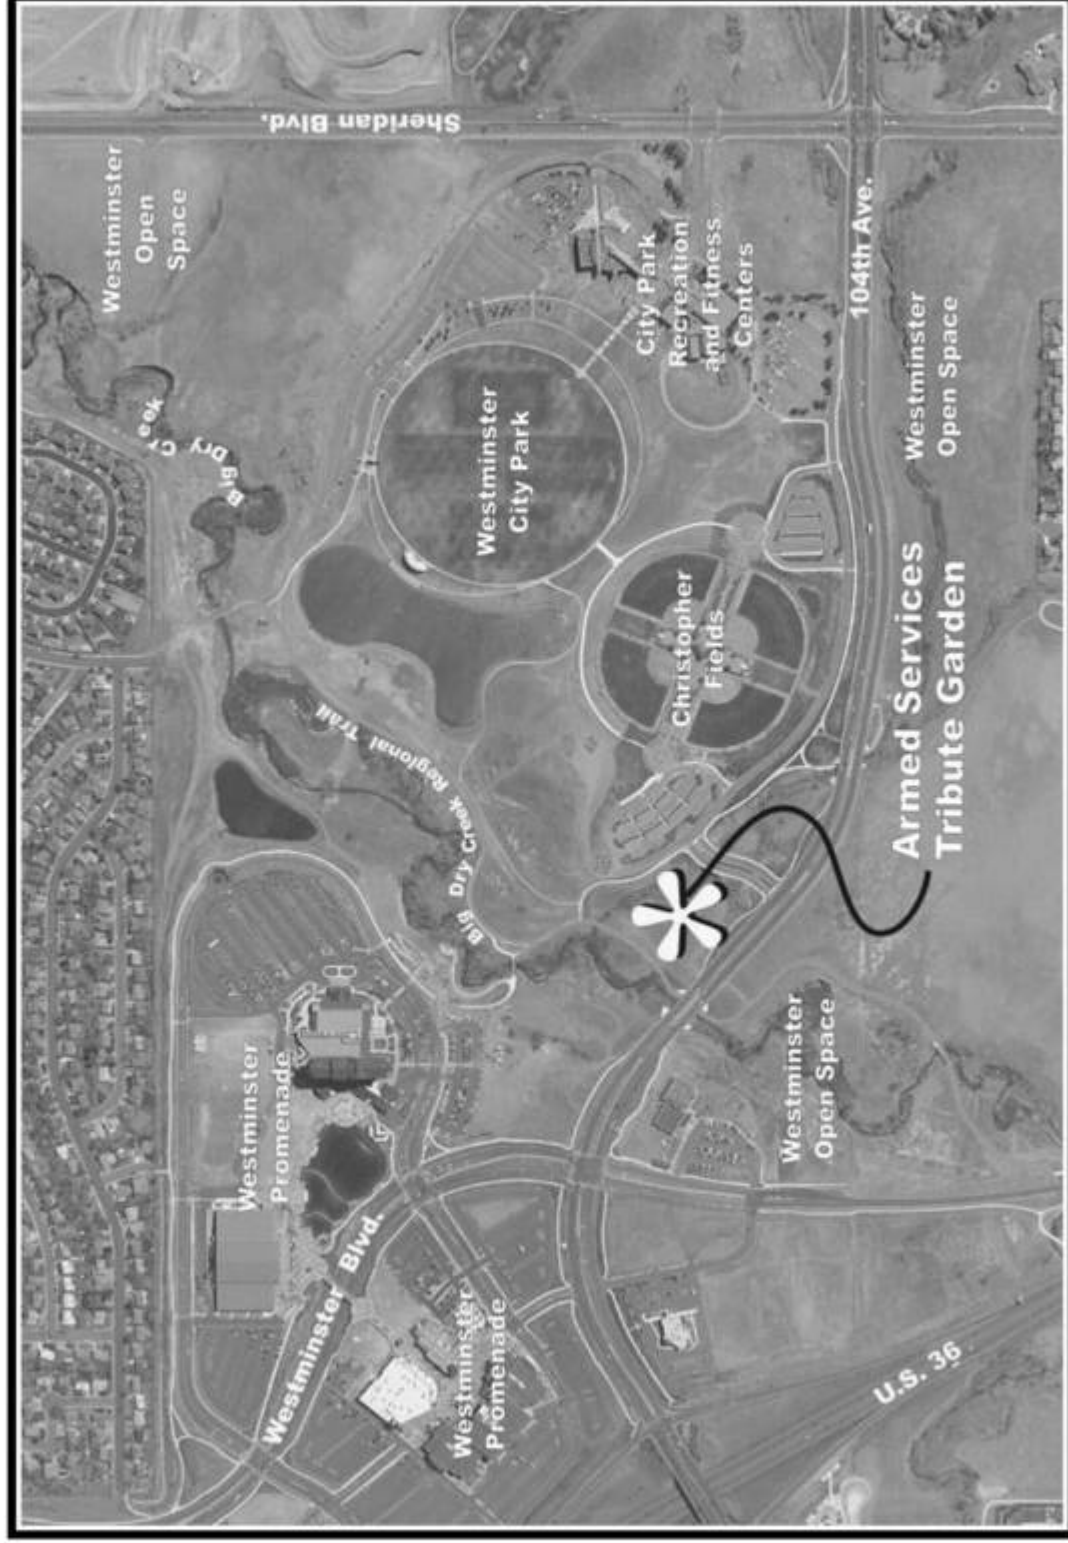 Sheridan Blvd.
Westminster
Open
Space
Big Dry Creek
City Park
Recreation
and Fitness
Centers
104th Ave.
Westminster
Open Space
Westminster
City Park
Christopher
Fields
Big Dry Creek Regional Trail
Armed Services
Tribute Garden
Westminster
Promenade
Westminster
Open Space
Westminster Blvd.
Westminster
Promenade
U.S. 36